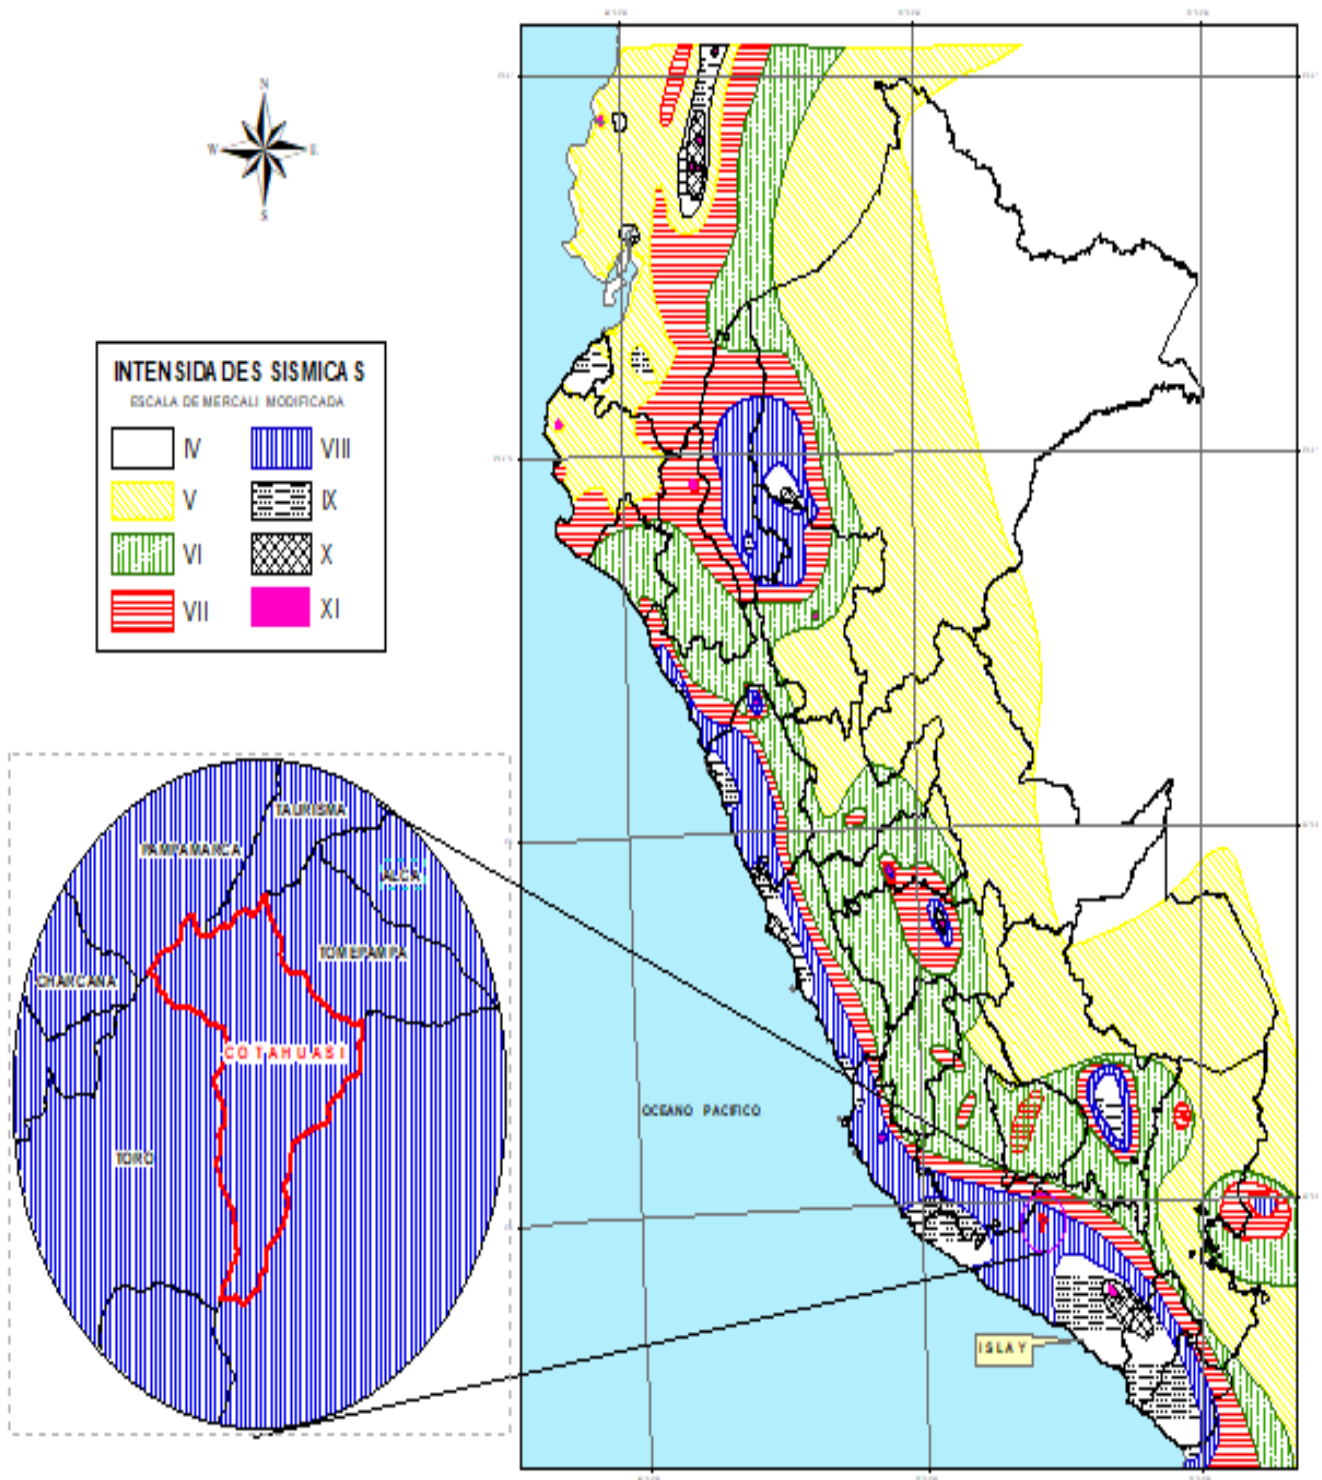 N
W
E
S
INTENSIDADES SISMICAS
ESCALA DE MERCALI MODIFICADA
IV
VIII
V
IX
VI
X
VII
XI
TAURISMA
PAMPAMARCA
ALCA
TOMEPAMPA
CHARCANA
COTAHUASI
TORO
OCEANO PACIFICO
ISLAY